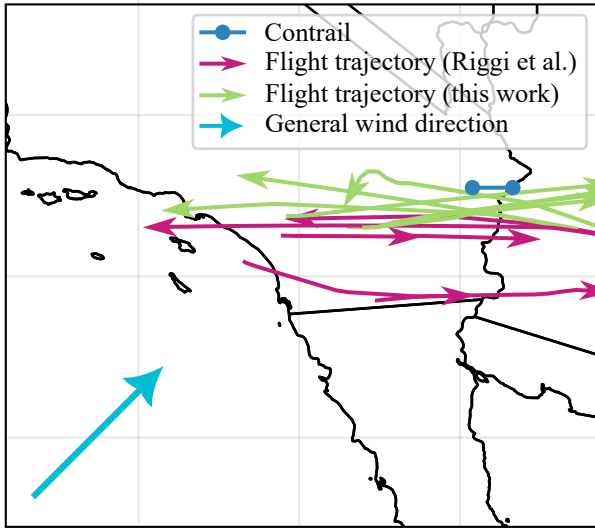 Contrail
Flight trajectory (Riggi et al.)
Flight trajectory (this work)
General wind direction